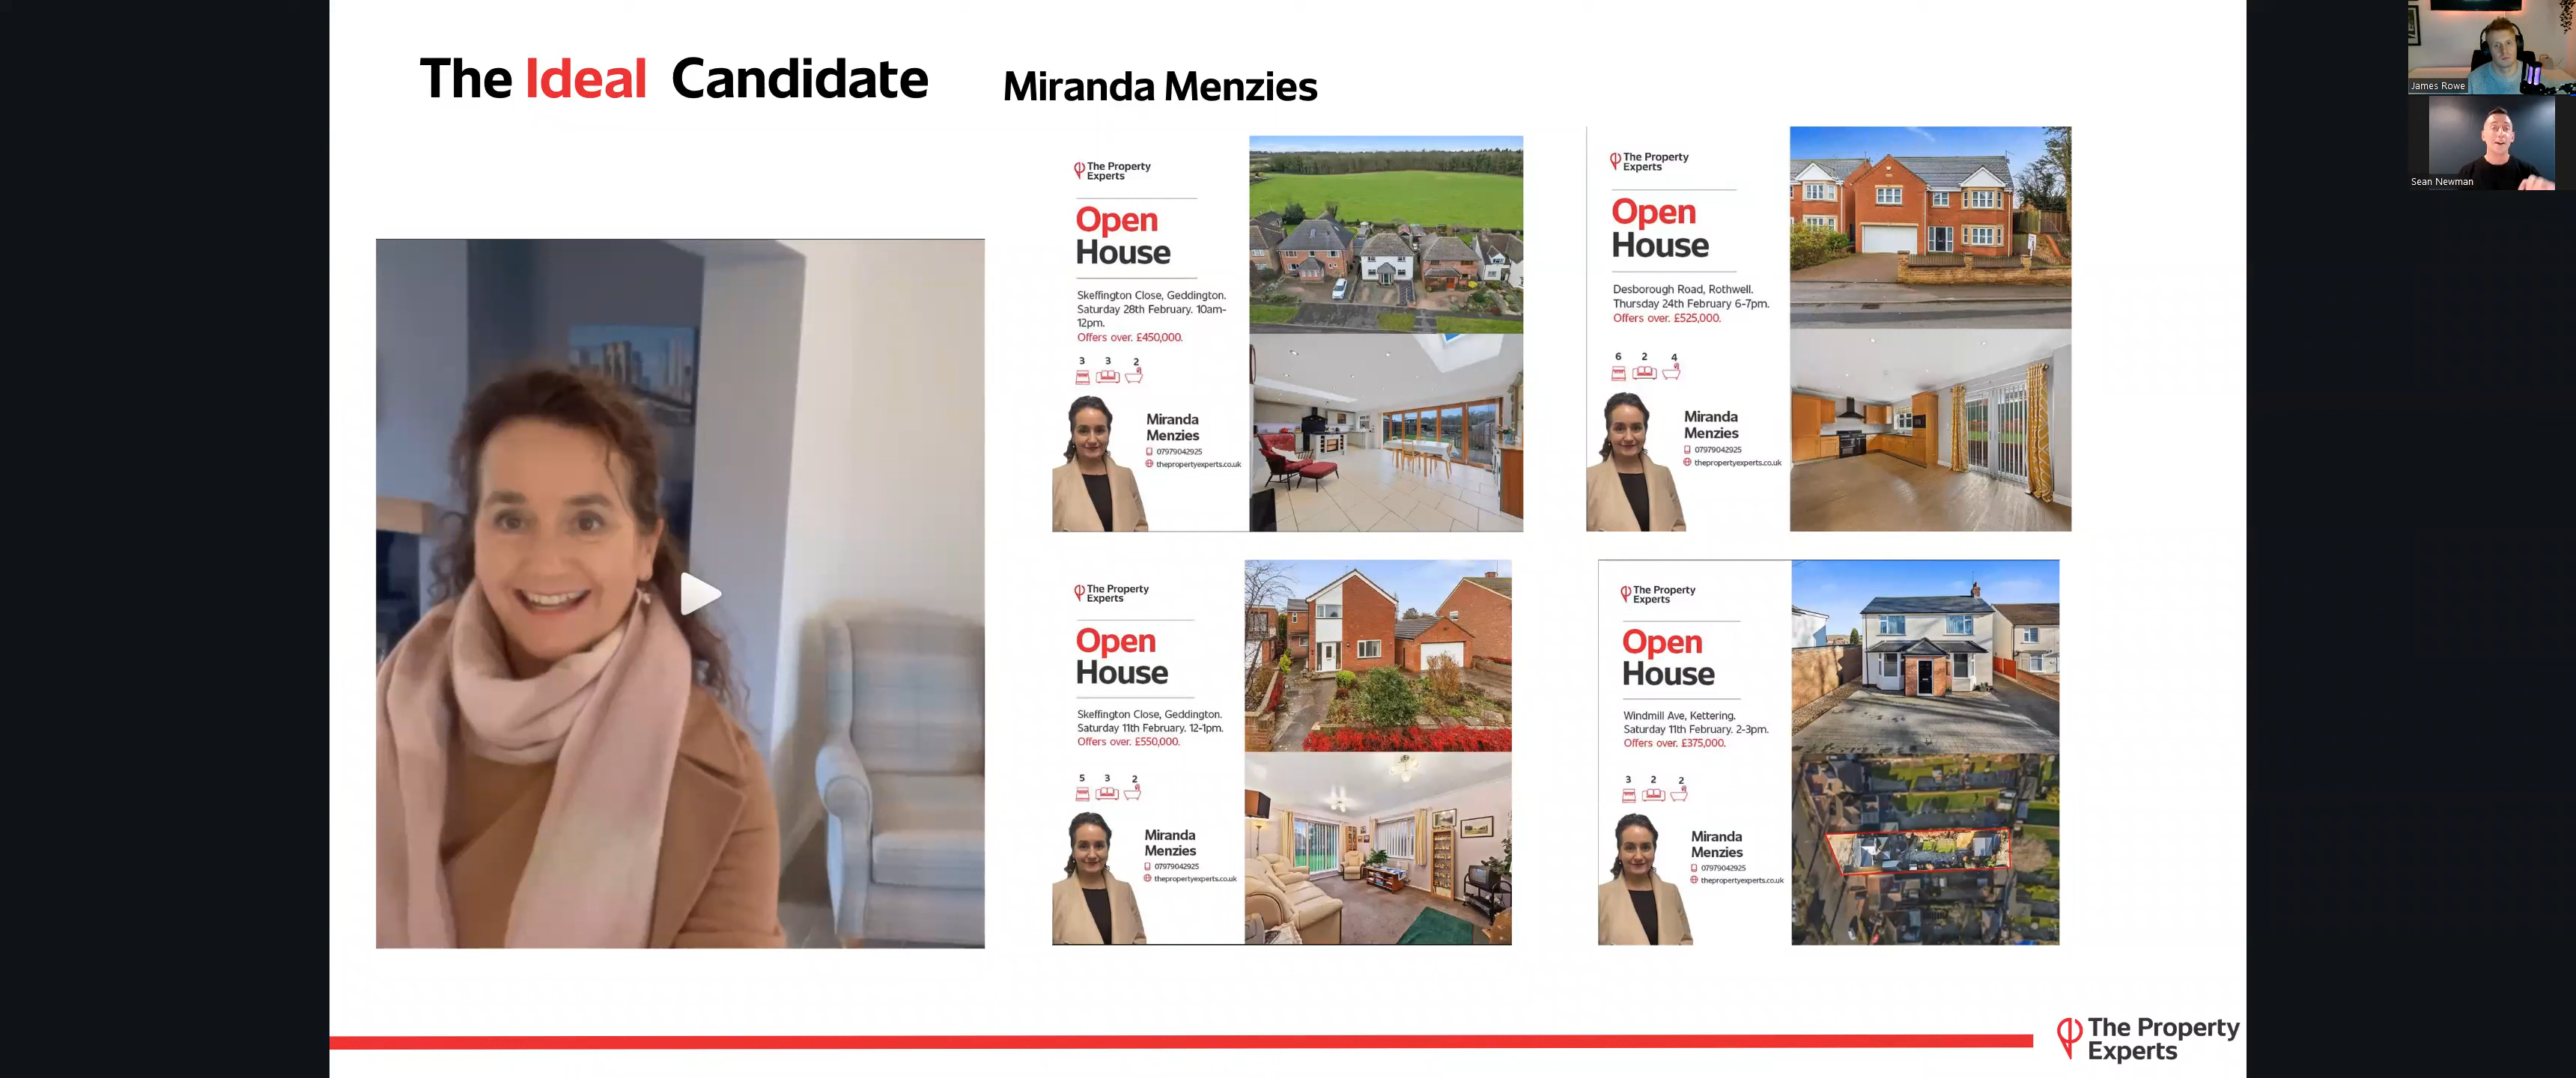 The Ideal Candidate
Miranda Menzies
The Property
Experts
Open
House
Skeffington Close, Geddington.
Saturday 28th February. 10am-
12pm.
Offers over. £450,000.
3 3 2
Miranda
Menzies
07979042925
thepropertyexperts.co.uk
The Property
Experts
Open
House
Desborough Road, Rothwell.
Thursday 24th February 6-7pm.
Offers over. £525,000.
6 2 4
Miranda
Menzies
07979042925
thepropertyexperts.co.uk
The Property
Experts
Open
House
Skeffington Close, Geddington.
Saturday 11th February. 12-1pm.
Offers over. £550,000.
5 3 2
Miranda
Menzies
07979042925
thepropertyexperts.co.uk
The Property
Experts
Open
House
Windmill Ave, Kettering.
Saturday 11th February. 2-3pm.
Offers over. £375,000.
3 2 2
Miranda
Menzies
07979042925
thepropertyexperts.co.uk
The Property
Experts
James Rowe
Sean Newman